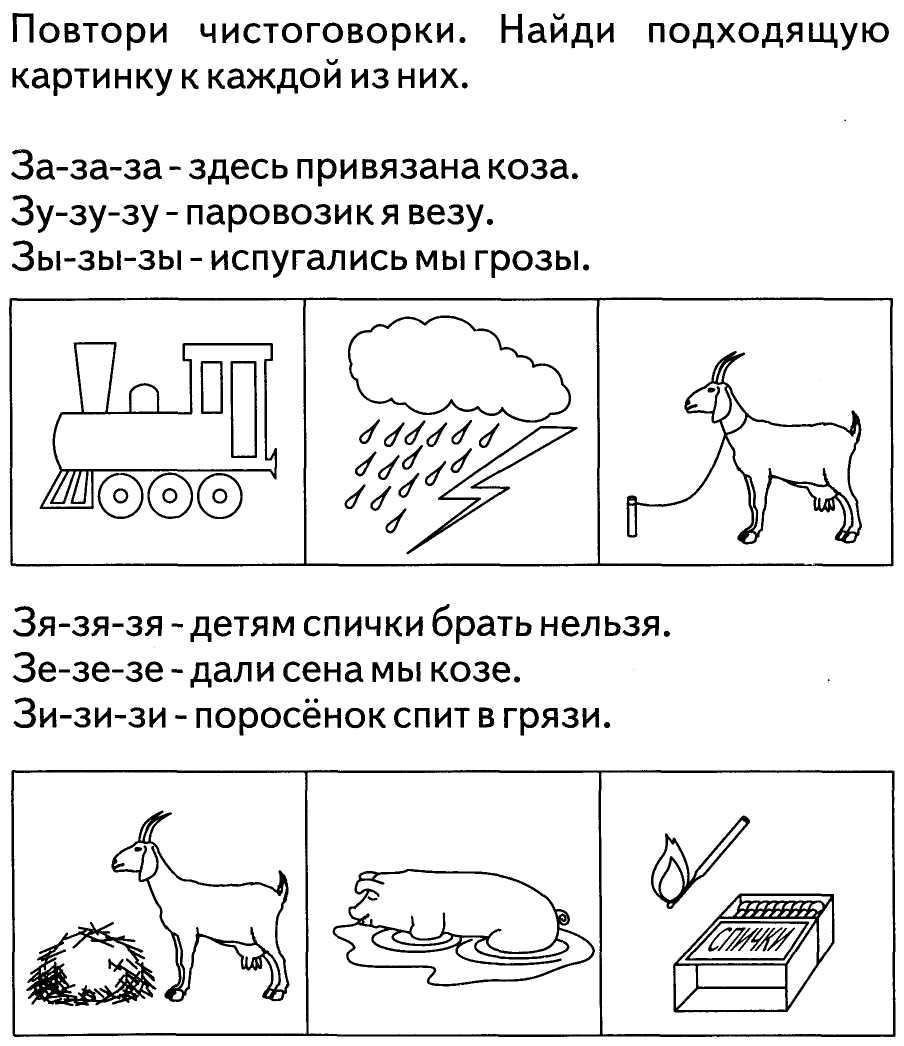 Повтори чистоговорки. Найди подходящую
картинку к каждой из них.
За-за-за - здесь привязана коза.
Зу-зу-зу - паровозик я везу.
Зы-зы-зы - испугались мы грозы.
Зя-зя-зя - детям спички брать нельзя.
Зе-зе-зе - дали сена мы козе.
Зи-зи-зи - поросёнок спит в грязи.
СПИЧКИ